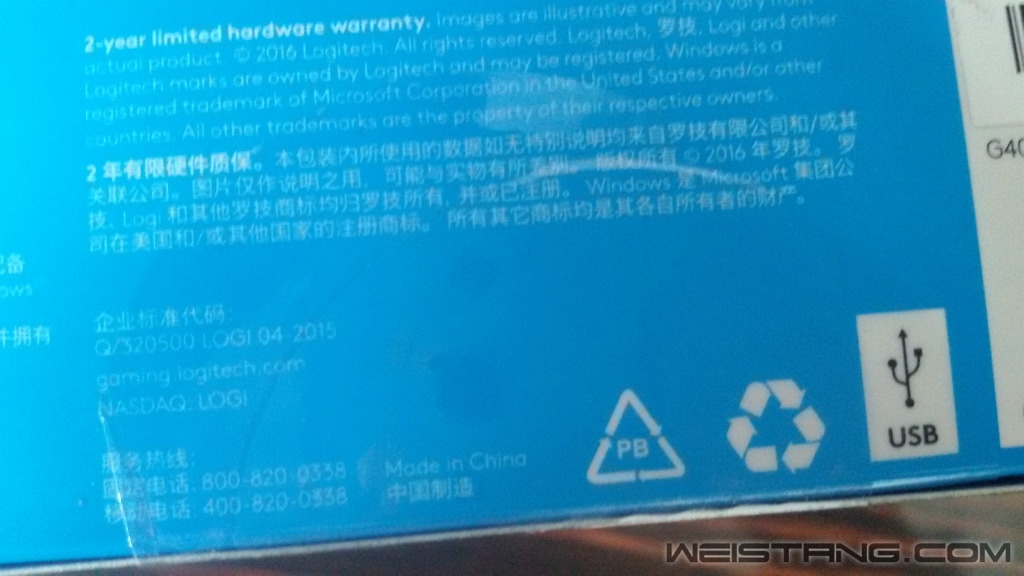 2-year limited hardware warranty. Images are illustrative and may vary from
actual product. © 2016 Logitech. All rights reserved. Logitech, 罗技, Logi and other
Logitech marks are owned by Logitech and may be registered. Windows is a
registered trademark of Microsoft Corporation in the United States and/or other
countries. All other trademarks are the property of their respective owners.
2 年有限硬件质保。本包装内所使用的数据如无特别说明均来自罗技有限公司和/或其
关联公司。图片仅作说明之用,可能与实物有所差别。版权所有 © 2016 年罗技。罗
技、Logi 和其他罗技商标均归罗技所有,并或已注册。Windows 是 Microsoft 集团公
司在美国和/或其他国家的注册商标。所有其它商标均是其各自所有者的财产。
备
ows
件拥有
企业标准代码:
Q/320500 LOGI 04-2015
gaming.logitech.com
NASDAQ: LOGI
服务热线:
固定电话: 800-820-0338
移动电话: 400-820-0338
Made in China
中国制造
PB
USB
G40
WEISTANG.COM